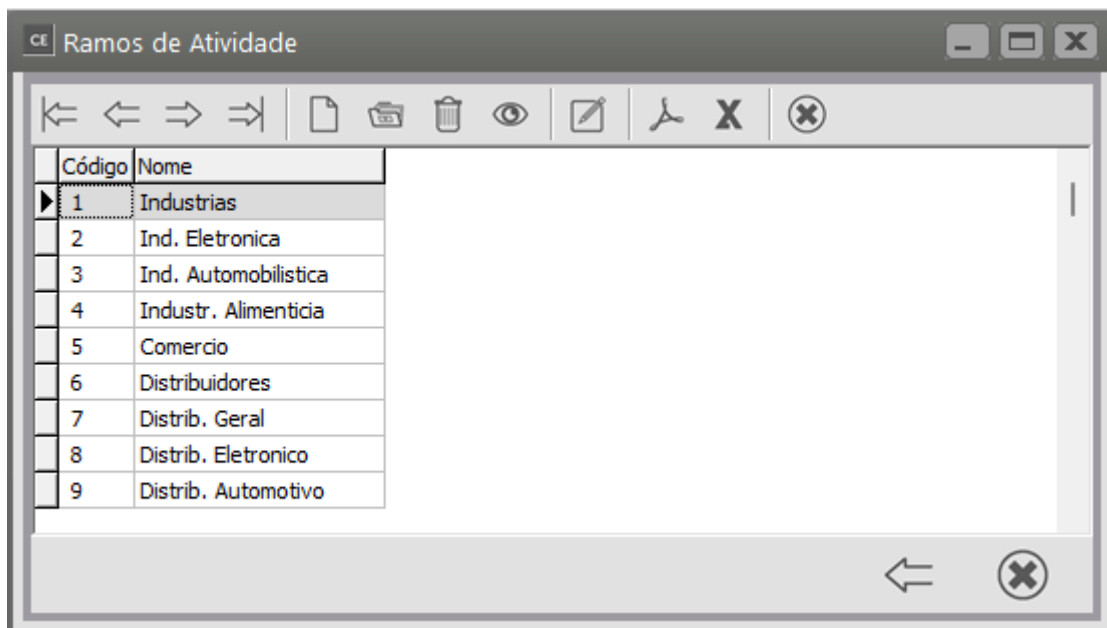 CE Ramos de Atividade
Código Nome
1 Industrias
2 Ind. Eletronica
3 Ind. Automobilistica
4 Industr. Alimenticia
5 Comercio
6 Distribuidores
7 Distrib. Geral
8 Distrib. Eletronico
9 Distrib. Automotivo